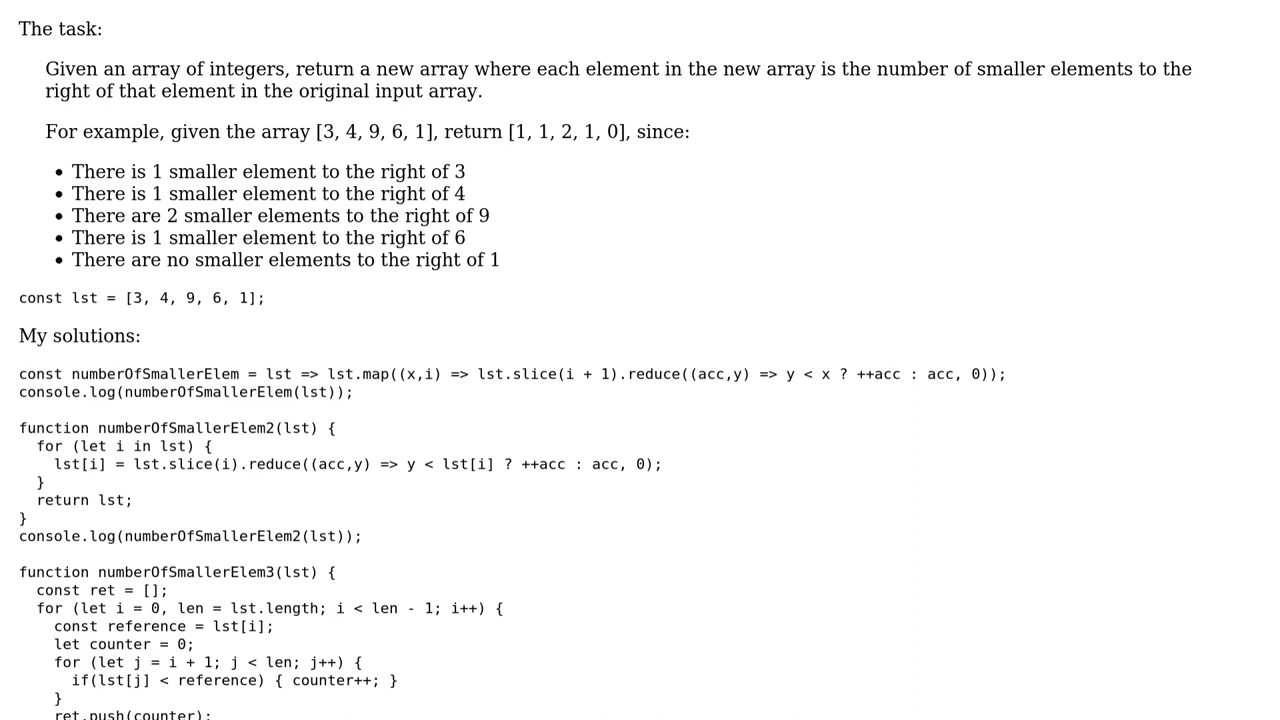 The task:
Given an array of integers, return a new array where each element in the new array is the number of smaller elements to the
right of that element in the original input array.
For example, given the array [3, 4, 9, 6, 1], return [1, 1, 2, 1, 0], since:
• There is 1 smaller element to the right of 3
• There is 1 smaller element to the right of 4
• There are 2 smaller elements to the right of 9
• There is 1 smaller element to the right of 6
• There are no smaller elements to the right of 1
const lst = [3, 4, 9, 6, 1];
My solutions:
const numberOfSmallerElem = lst => lst.map((x,i) => lst.slice(i + 1).reduce((acc,y) => y < x ? ++acc : acc, 0));
console.log(numberOfSmallerElem(lst));
function numberOfSmallerElem2(lst) {
  for (let i in lst) {
    lst[i] = lst.slice(i).reduce((acc,y) => y < lst[i] ? ++acc : acc, 0);
  }
  return lst;
}
console.log(numberOfSmallerElem2(lst));
function numberOfSmallerElem3(lst) {
  const ret = [];
  for (let i = 0, len = lst.length; i < len - 1; i++) {
    const reference = lst[i];
    let counter = 0;
    for (let j = i + 1; j < len; j++) {
      if(lst[j] < reference) { counter++; }
    }
    ret.push(counter);